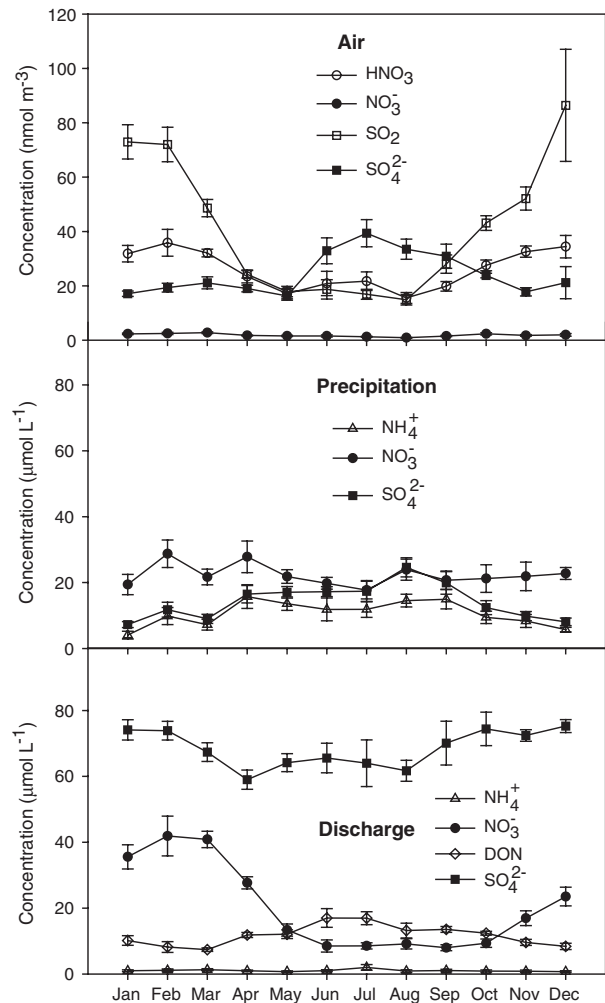 120
Air
100
HNO₃
NO₃⁻
80
SO₂
SO₄²⁻
60
40
20
0
Concentration (nmol m⁻³)
80
Precipitation
NH₄⁺
60
NO₃⁻
SO₄²⁻
40
20
0
Concentration (μmol L⁻¹)
80
60
NH₄⁺
Discharge
NO₃⁻
40
DON
SO₄²⁻
20
0
Concentration (μmol L⁻¹)
Jan Feb Mar Apr May Jun Jul Aug Sep Oct Nov Dec